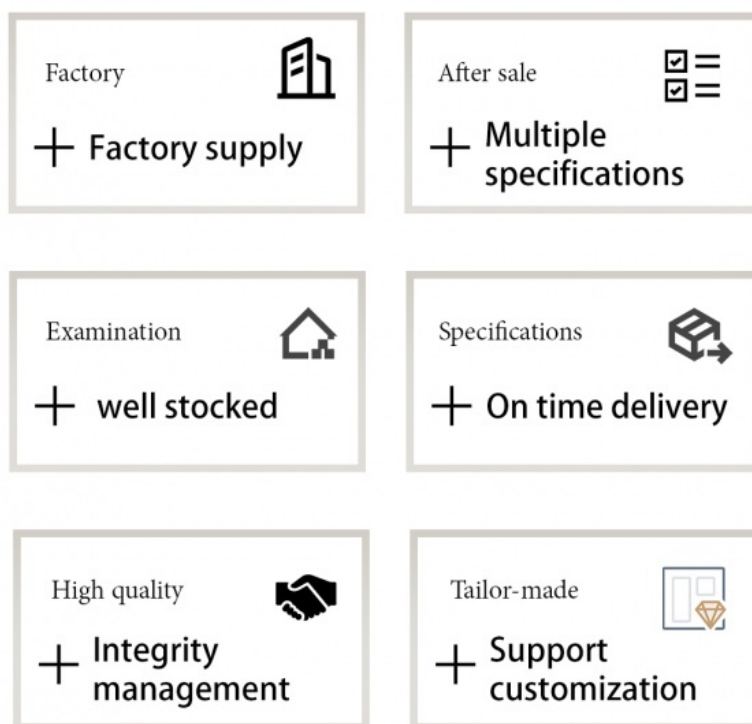 Factory
Factory supply
After sale
Multiple
specifications
Examination
well stocked
Specifications
On time delivery
High quality
Integrity
management
Tailor-made
Support
customization